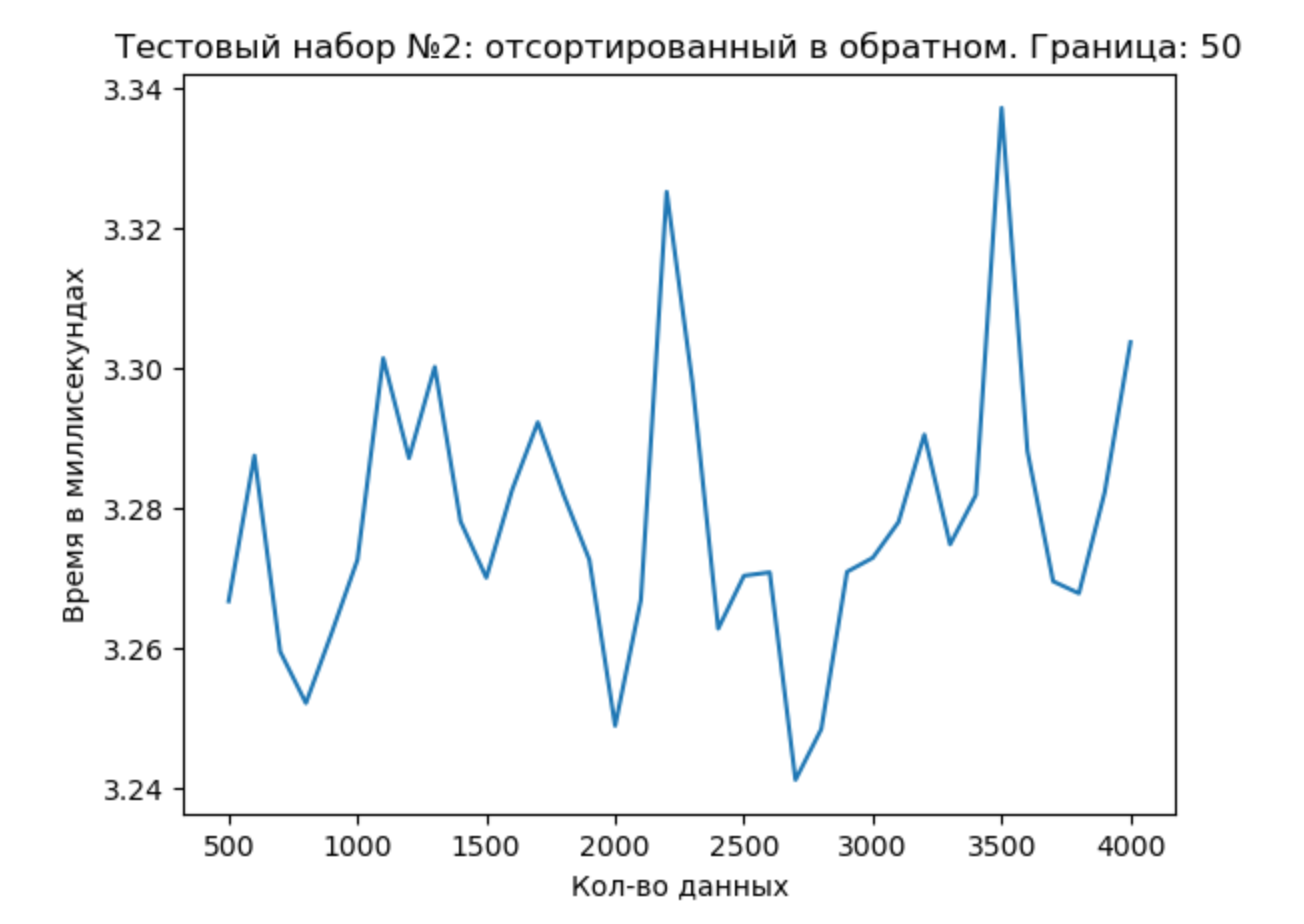 Тестовый набор №2: отсортированный в обратном. Граница: 50
3.34
3.32
3.30
3.28
3.26
3.24
Время в миллисекундах
500 1000 1500 2000 2500 3000 3500 4000
Кол-во данных